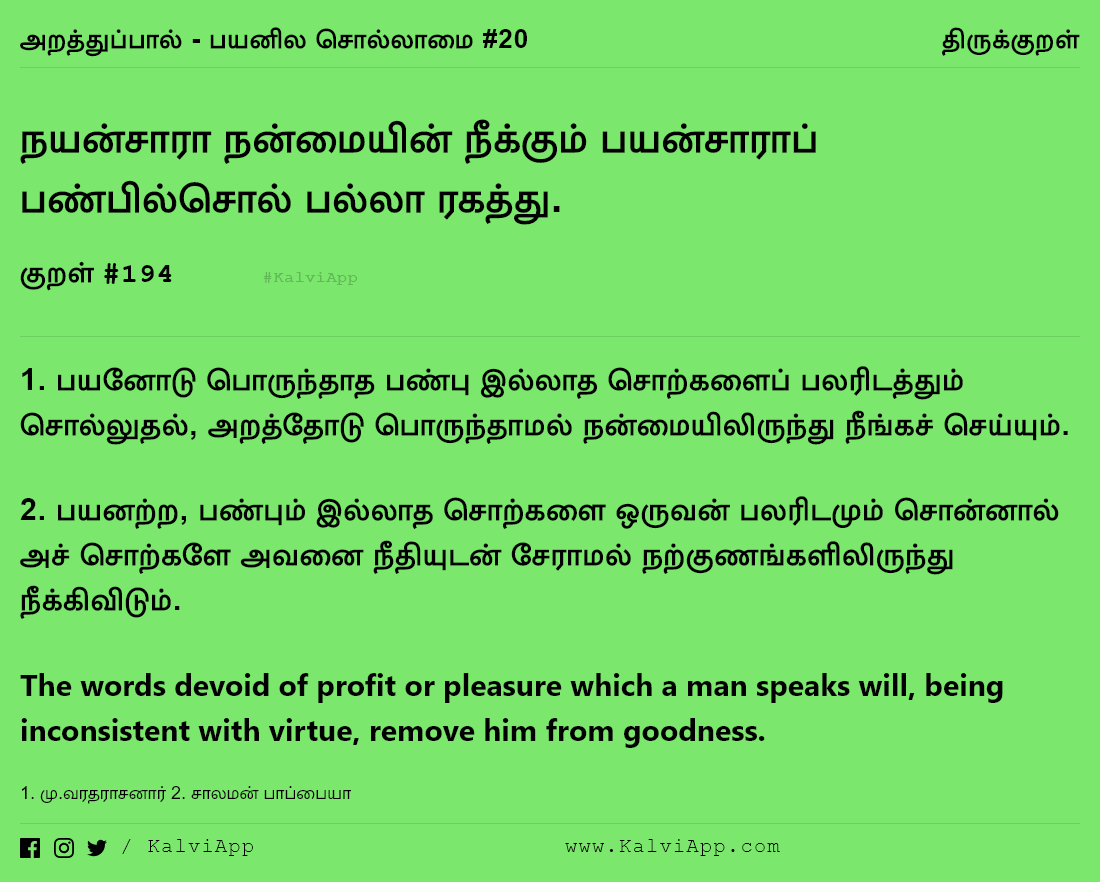 அறத்துப்பால் - பயனில சொல்லாமை #20 திருக்குறள்
நயன்சாரா நன்மையின் நீக்கும் பயன்சாராப்
பண்பில்சொல் பல்லா ரகத்து.
குறள் #194 #KalviApp
1. பயனோடு பொருந்தாத பண்பு இல்லாத சொற்களைப் பலரிடத்தும்
சொல்லுதல், அறத்தோடு பொருந்தாமல் நன்மையிலிருந்து நீங்கச் செய்யும்.
2. பயனற்ற, பண்பும் இல்லாத சொற்களை ஒருவன் பலரிடமும் சொன்னால்
அச் சொற்களே அவனை நீதியுடன் சேராமல் நற்குணங்களிலிருந்து
நீக்கிவிடும்.
The words devoid of profit or pleasure which a man speaks will, being
inconsistent with virtue, remove him from goodness.
1. மு.வரதராசனார் 2. சாலமன் பாப்பையா
/ KalviApp www.KalviApp.com